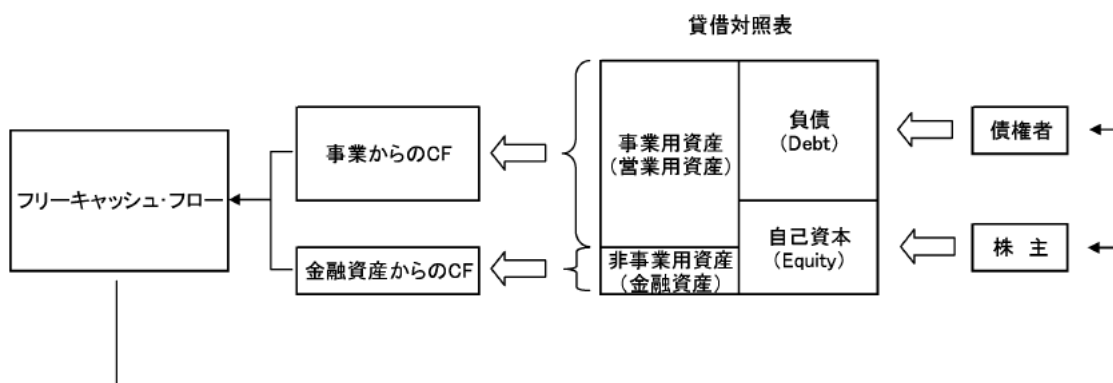 貸借対照表
フリーキャッシュ・フロー
事業からのCF
金融資産からのCF
事業用資産
(営業用資産)
非事業用資産
(金融資産)
負債
(Debt)
自己資本
(Equity)
債権者
株 主